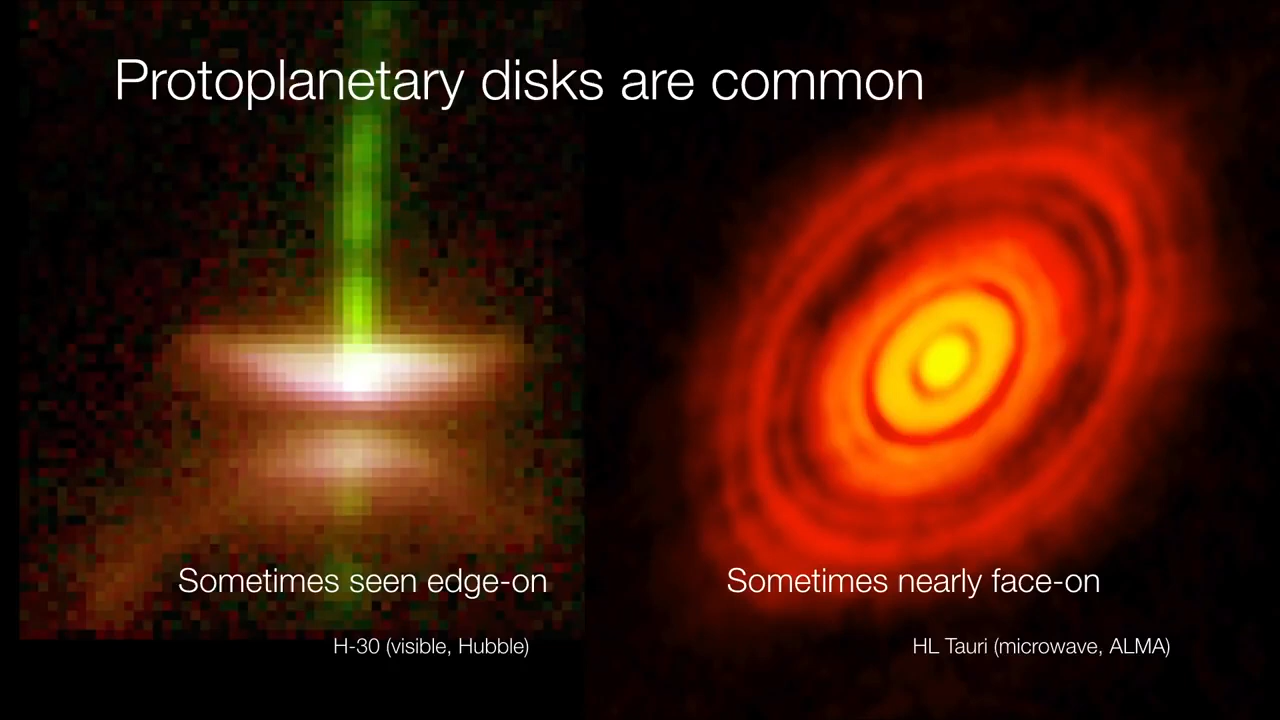 Protoplanetary disks are common
Sometimes seen edge-on
Sometimes nearly face-on
H-30 (visible, Hubble)
HL Tauri (microwave, ALMA)